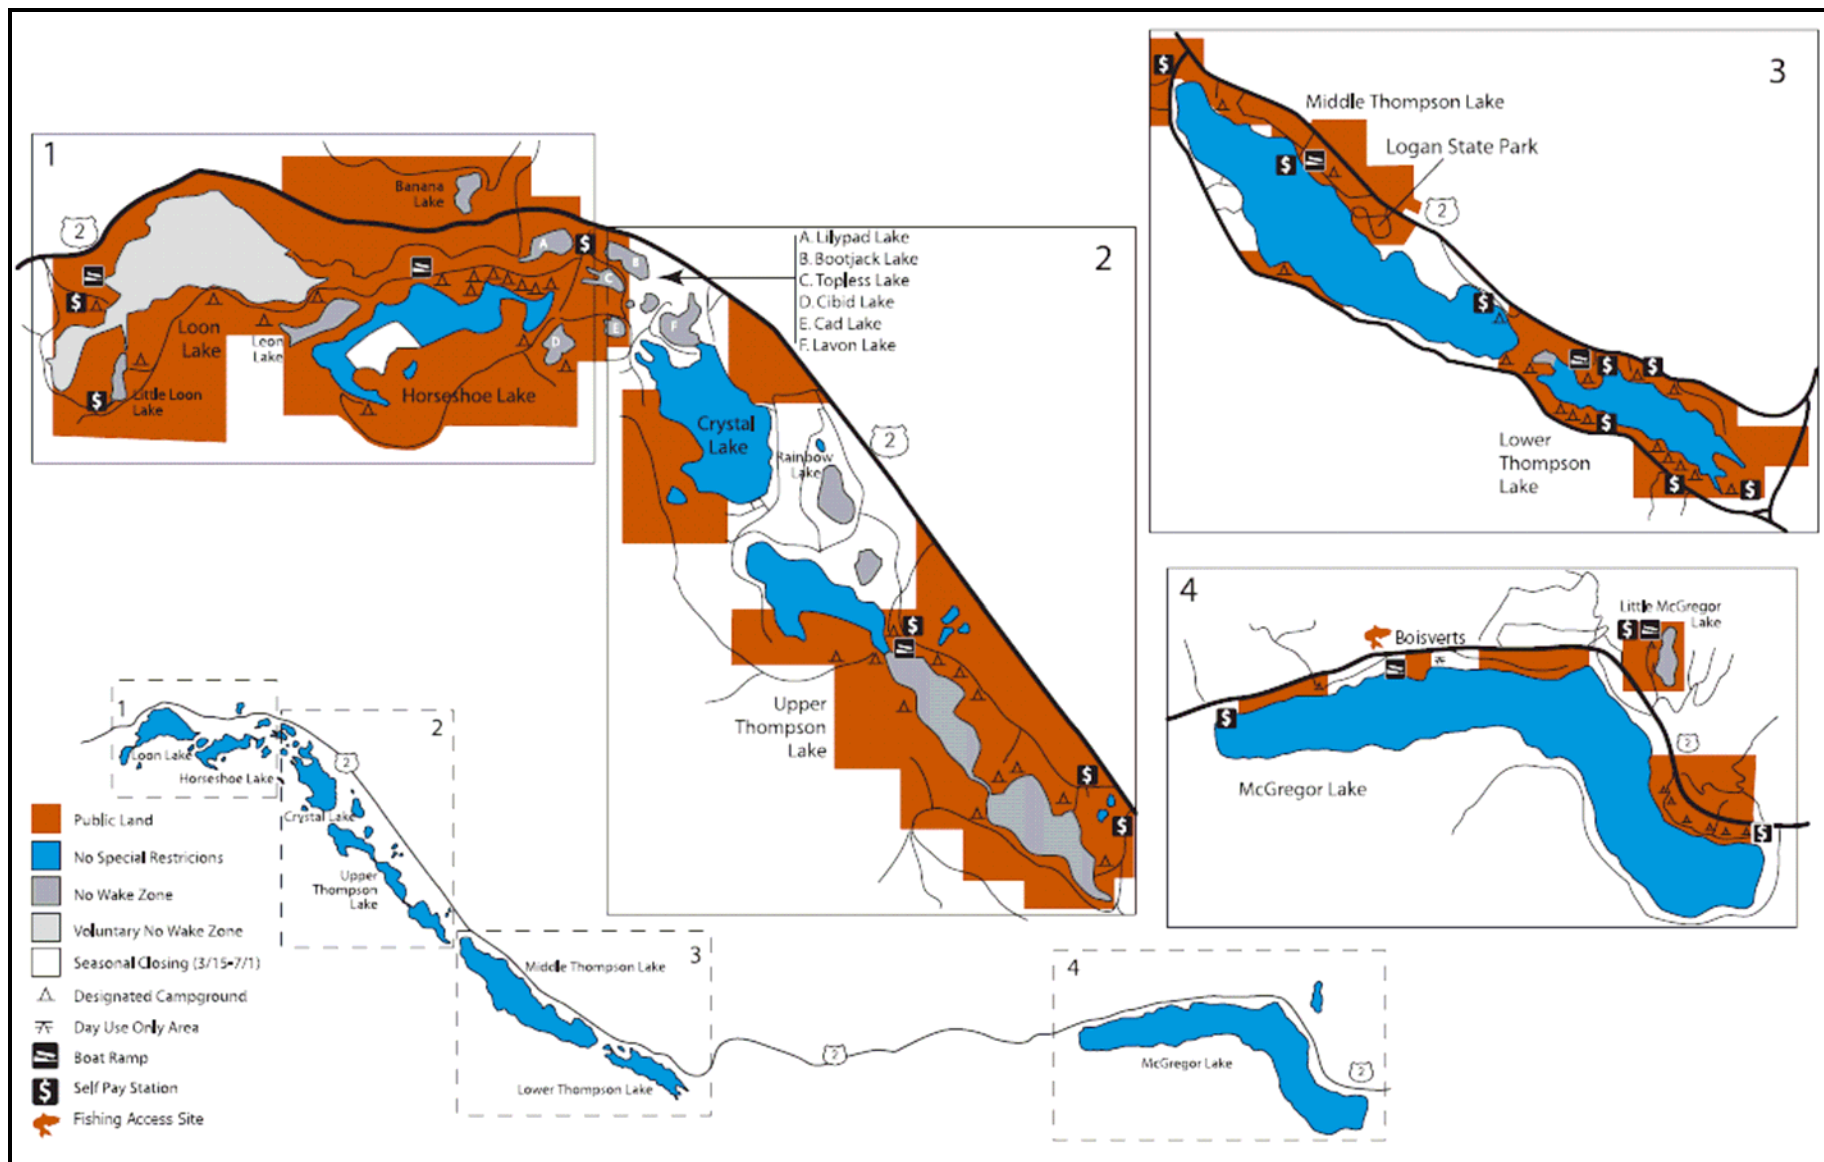 1
Banana
Lake
2
A
B
C
D
E
F
Loon
Lake
Leon
Lake
Little Loon
Lake
Horseshoe Lake
2
A. Lilypad Lake
B. Bootjack Lake
C. Topless Lake
D. Cibid Lake
E. Cad Lake
F. Lavon Lake
Crystal
Lake
Rainbow
Lake
2
Upper
Thompson
Lake
3
Middle Thompson Lake
Logan State Park
2
Lower
Thompson
Lake
4
Little McGregor
Lake
Boisverts
2
McGregor Lake
1
Loon Lake
Horseshoe Lake
2
2
Crystal Lake
Upper
Thompson
Lake
3
Middle Thompson Lake
Lower Thompson Lake
2
4
McGregor Lake
2
Public Land
No Special Restricions
No Wake Zone
Voluntary No Wake Zone
Seasonal Closing (3/15-7/1)
Designated Campground
Day Use Only Area
Boat Ramp
$ Self Pay Station
Fishing Access Site